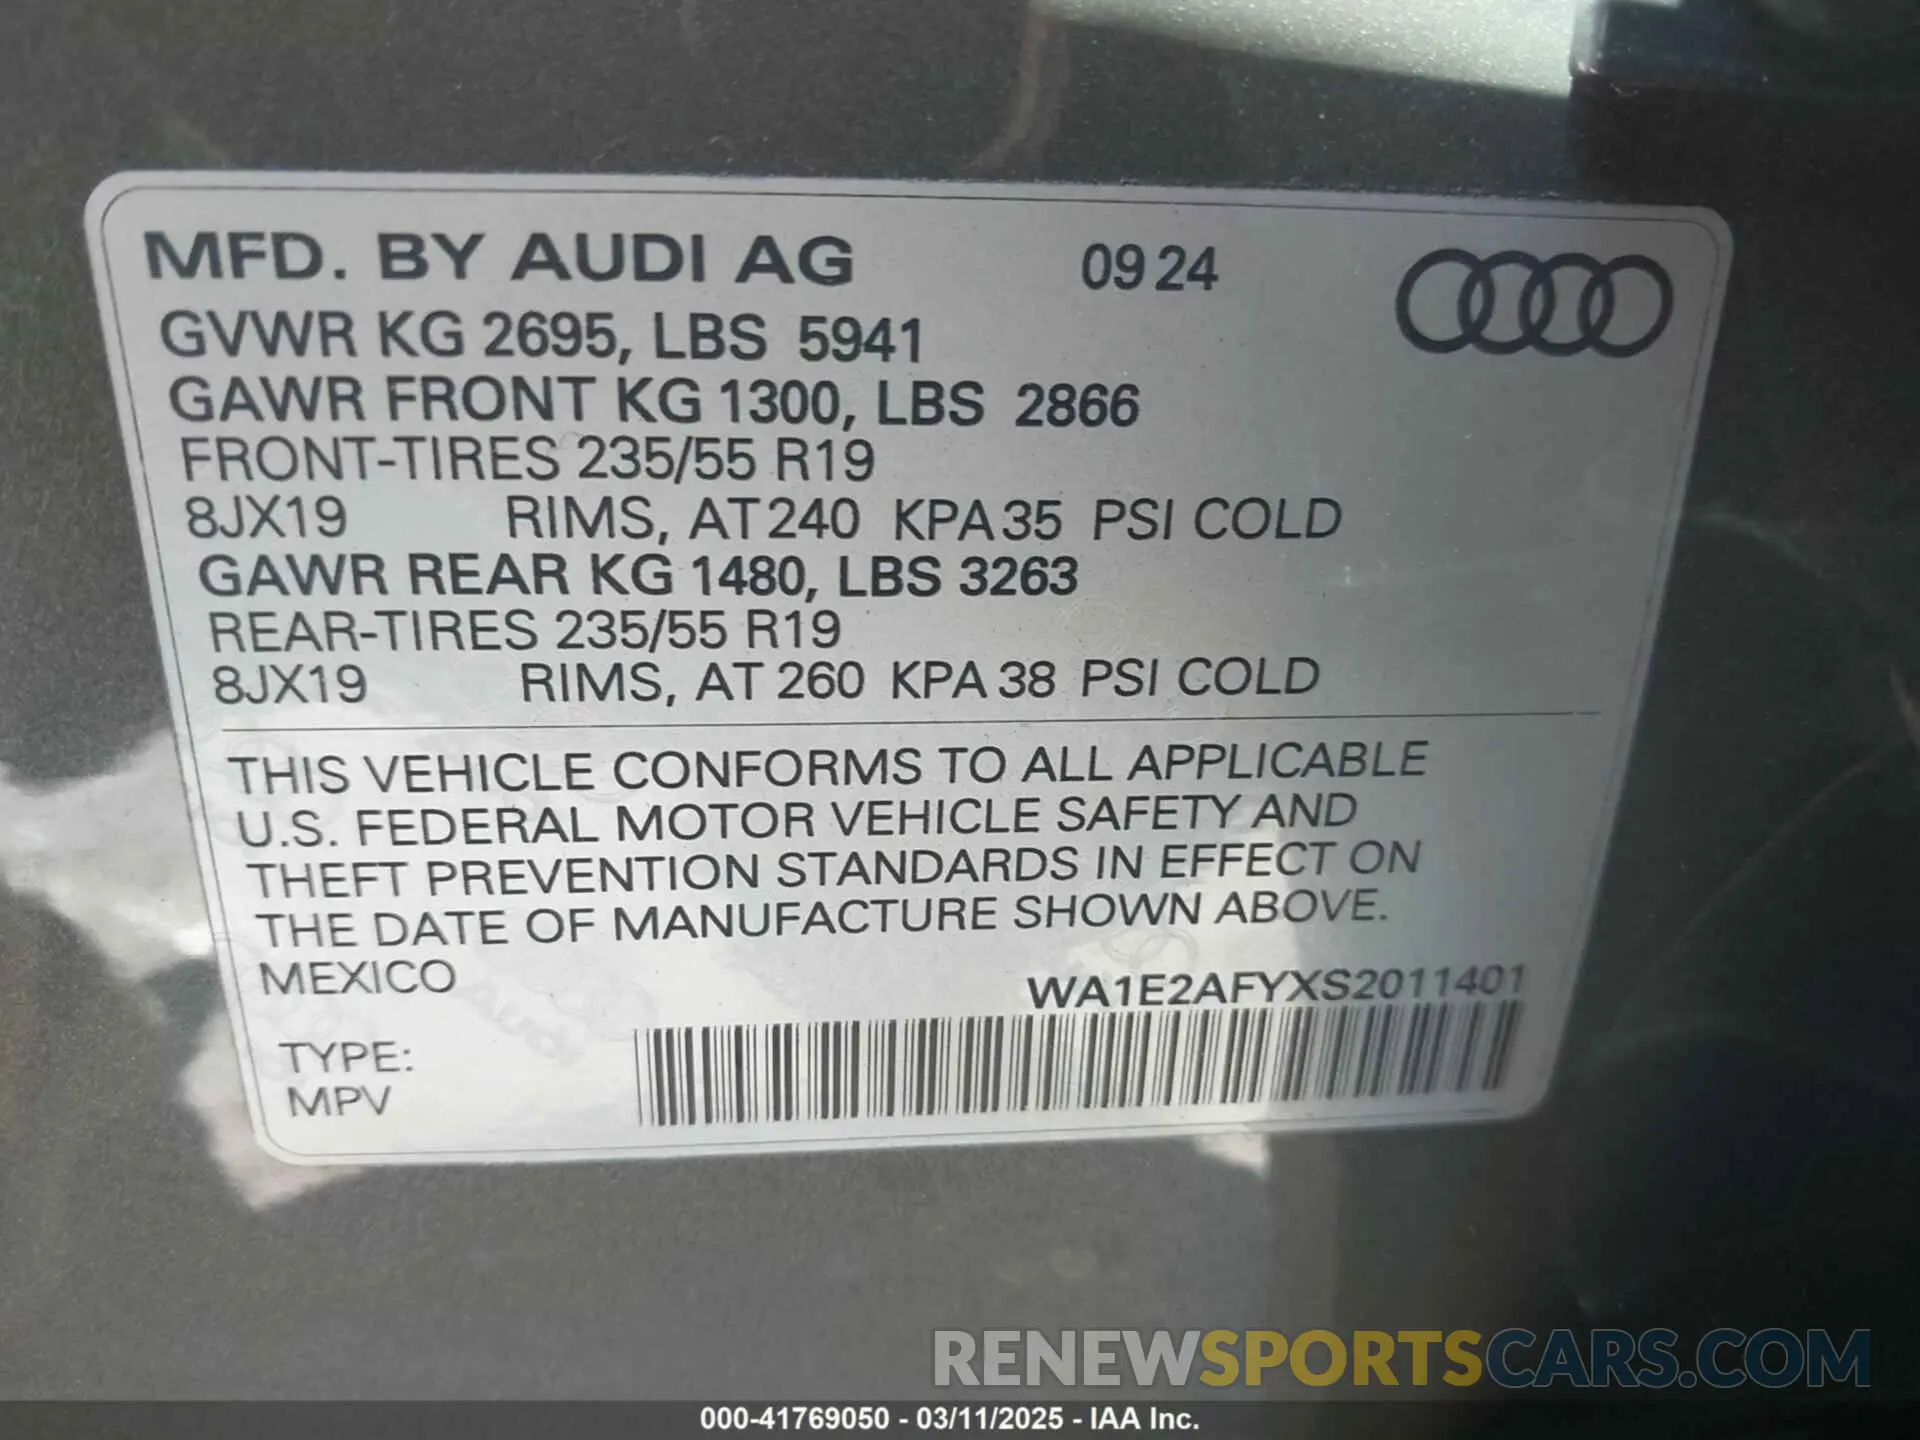 MFD. BY AUDI AG 09 24
GVWR KG 2695, LBS 5941
GAWR FRONT KG 1300, LBS 2866
FRONT-TIRES 235/55 R19
8JX19 RIMS, AT 240 KPA 35 PSI COLD
GAWR REAR KG 1480, LBS 3263
REAR-TIRES 235/55 R19
8JX19 RIMS, AT 260 KPA 38 PSI COLD
THIS VEHICLE CONFORMS TO ALL APPLICABLE
U.S. FEDERAL MOTOR VEHICLE SAFETY AND
THEFT PREVENTION STANDARDS IN EFFECT ON
THE DATE OF MANUFACTURE SHOWN ABOVE.
MEXICO
WA1E2AFYXS2011401
Audi
TYPE:
MPV
RENEWSPORTSCARS.COM
000-41769050 - 03/11/2025 - IAA Inc.